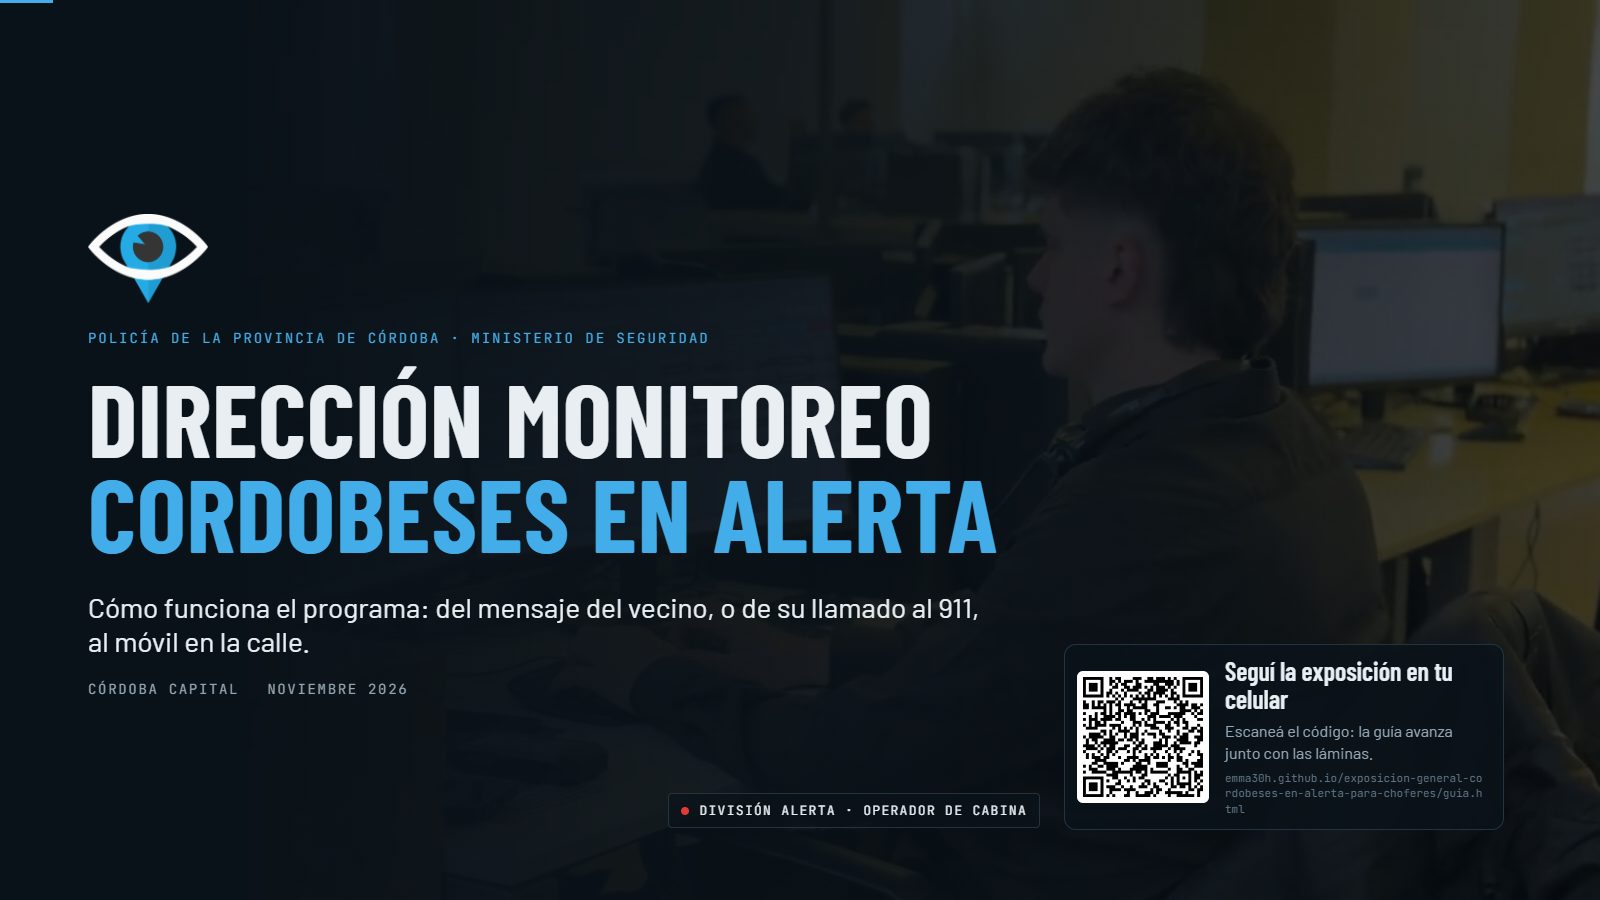 POLICÍA DE LA PROVINCIA DE CÓRDOBA · MINISTERIO DE SEGURIDAD
DIRECCIÓN MONITOREO
CORDOBESES EN ALERTA
Cómo funciona el programa: del mensaje del vecino, o de su llamado al 911,
al móvil en la calle.
CÓRDOBA CAPITAL NOVIEMBRE 2026
DIVISIÓN ALERTA · OPERADOR DE CABINA
Seguí la exposición en tu
celular
Escaneá el código: la guía avanza
junto con las láminas.
emma30h.github.io/exposicion-general-co
rdobeses-en-alerta-para-choferes/guia.h
tml